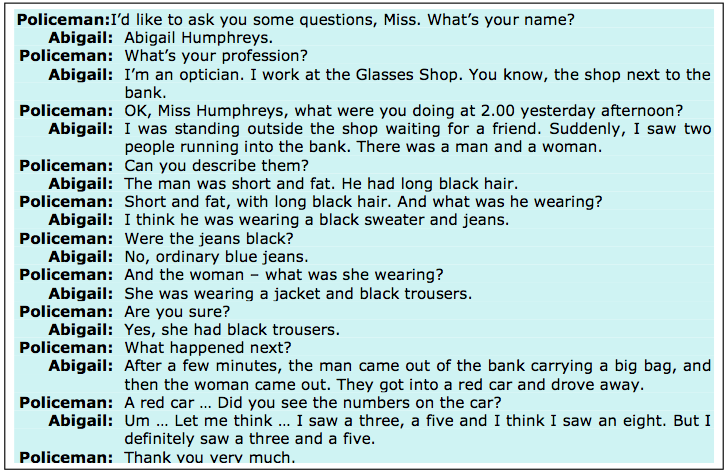 Policeman:I'd like to ask you some questions, Miss. What's your name?
Abigail: Abigail Humphreys.
Policeman: What's your profession?
Abigail: I'm an optician. I work at the Glasses Shop. You know, the shop next to the
bank.
Policeman: OK, Miss Humphreys, what were you doing at 2.00 yesterday afternoon?
Abigail: I was standing outside the shop waiting for a friend. Suddenly, I saw two
people running into the bank. There was a man and a woman.
Policeman: Can you describe them?
Abigail: The man was short and fat. He had long black hair.
Policeman: Short and fat, with long black hair. And what was he wearing?
Abigail: I think he was wearing a black sweater and jeans.
Policeman: Were the jeans black?
Abigail: No, ordinary blue jeans.
Policeman: And the woman – what was she wearing?
Abigail: She was wearing a jacket and black trousers.
Policeman: Are you sure?
Abigail: Yes, she had black trousers.
Policeman: What happened next?
Abigail: After a few minutes, the man came out of the bank carrying a big bag, and
then the woman came out. They got into a red car and drove away.
Policeman: A red car ... Did you see the numbers on the car?
Abigail: Um ... Let me think ... I saw a three, a five and I think I saw an eight. But I
definitely saw a three and a five.
Policeman: Thank you very much.